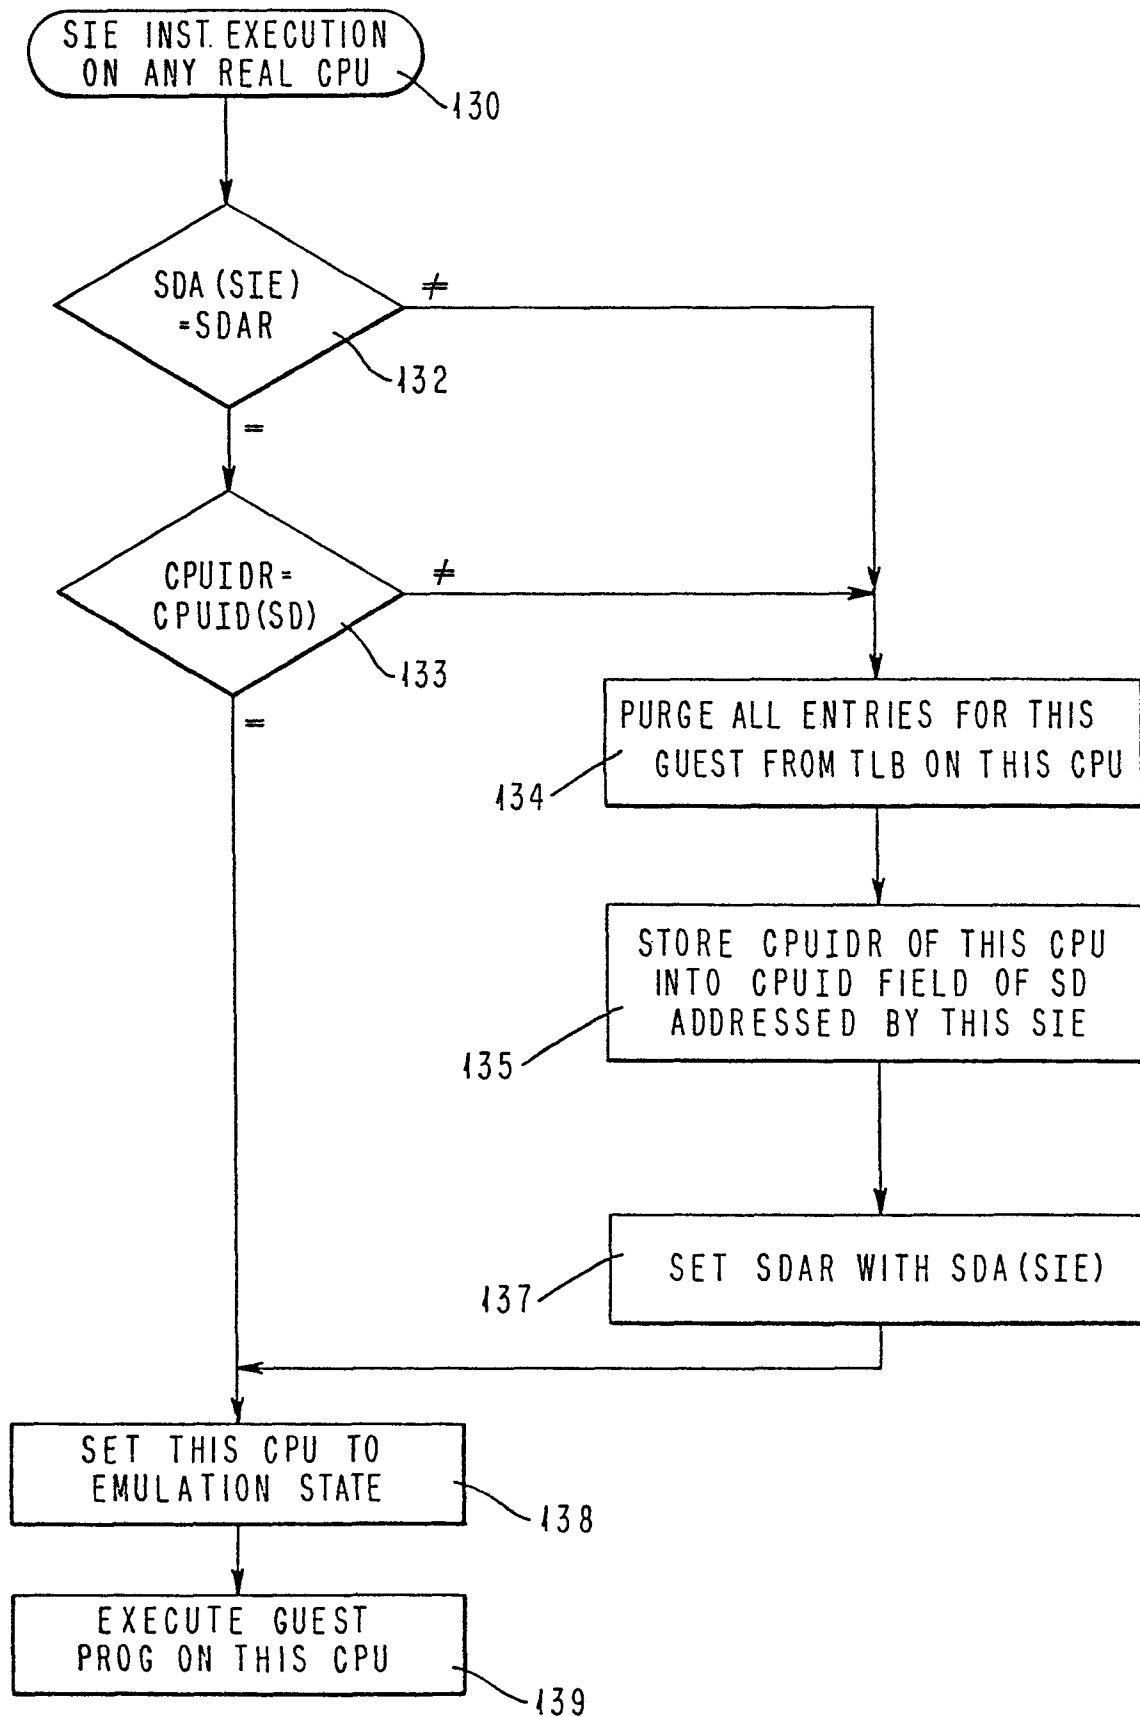 SIE INST. EXECUTION
ON ANY REAL CPU
130
SDA(SIE)
=SDAR
≠
132
=
CPUIDR=
CPUID(SD)
≠
133
=
PURGE ALL ENTRIES FOR THIS
GUEST FROM TLB ON THIS CPU
134
STORE CPUIDR OF THIS CPU
INTO CPUID FIELD OF SD
ADDRESSED BY THIS SIE
135
SET SDAR WITH SDA(SIE)
137
SET THIS CPU TO
EMULATION STATE
138
EXECUTE GUEST
PROG ON THIS CPU
139